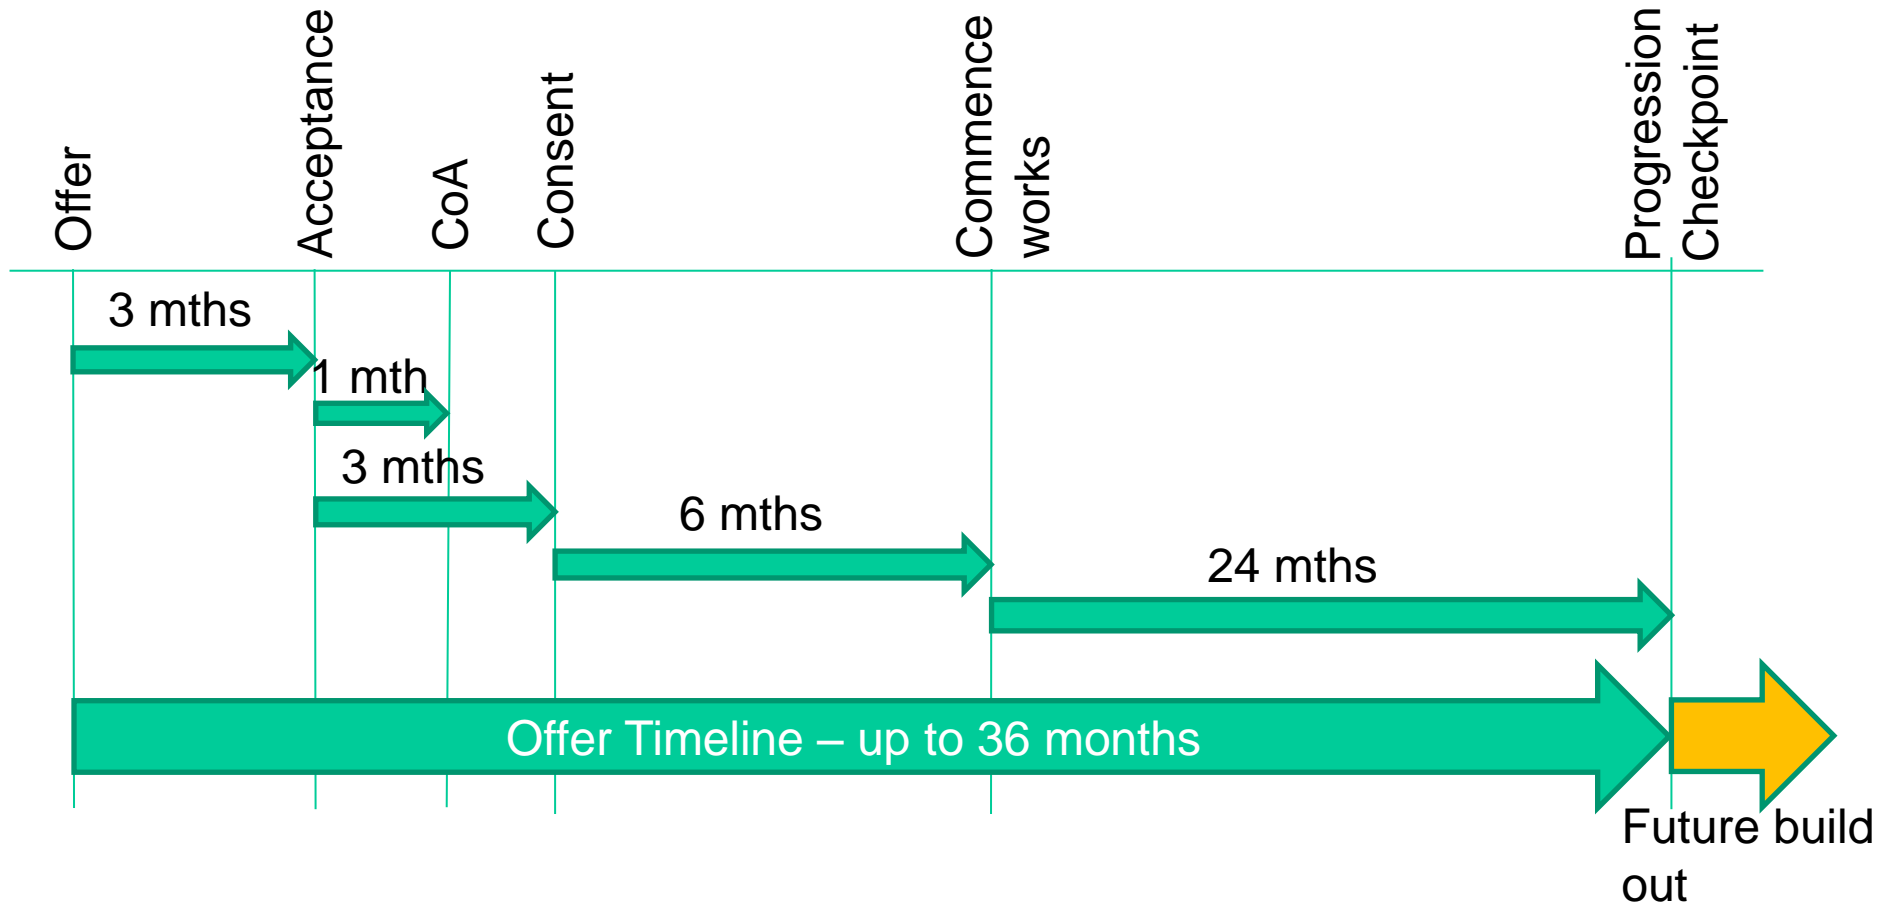 Offer
Acceptance
CoA
Consent
Commence
works
Progression
Checkpoint
3 mths
1 mth
3 mths
6 mths
24 mths
Offer Timeline – up to 36 months
Future build
out